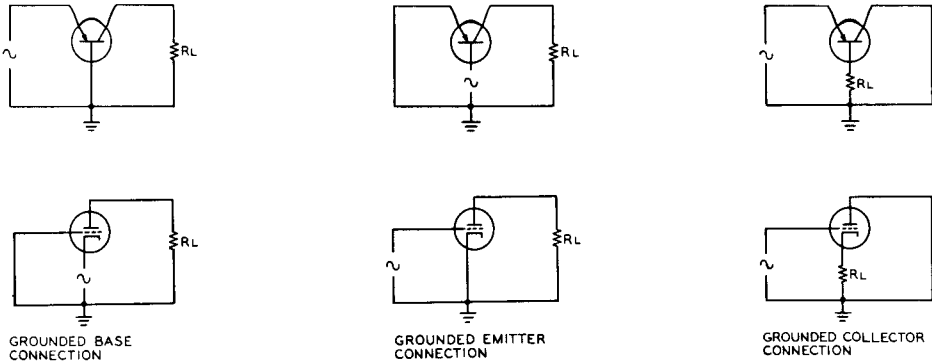 RL
RL
RL
RL
RL
RL
GROUNDED BASE
CONNECTION
GROUNDED EMITTER
CONNECTION
GROUNDED COLLECTOR
CONNECTION